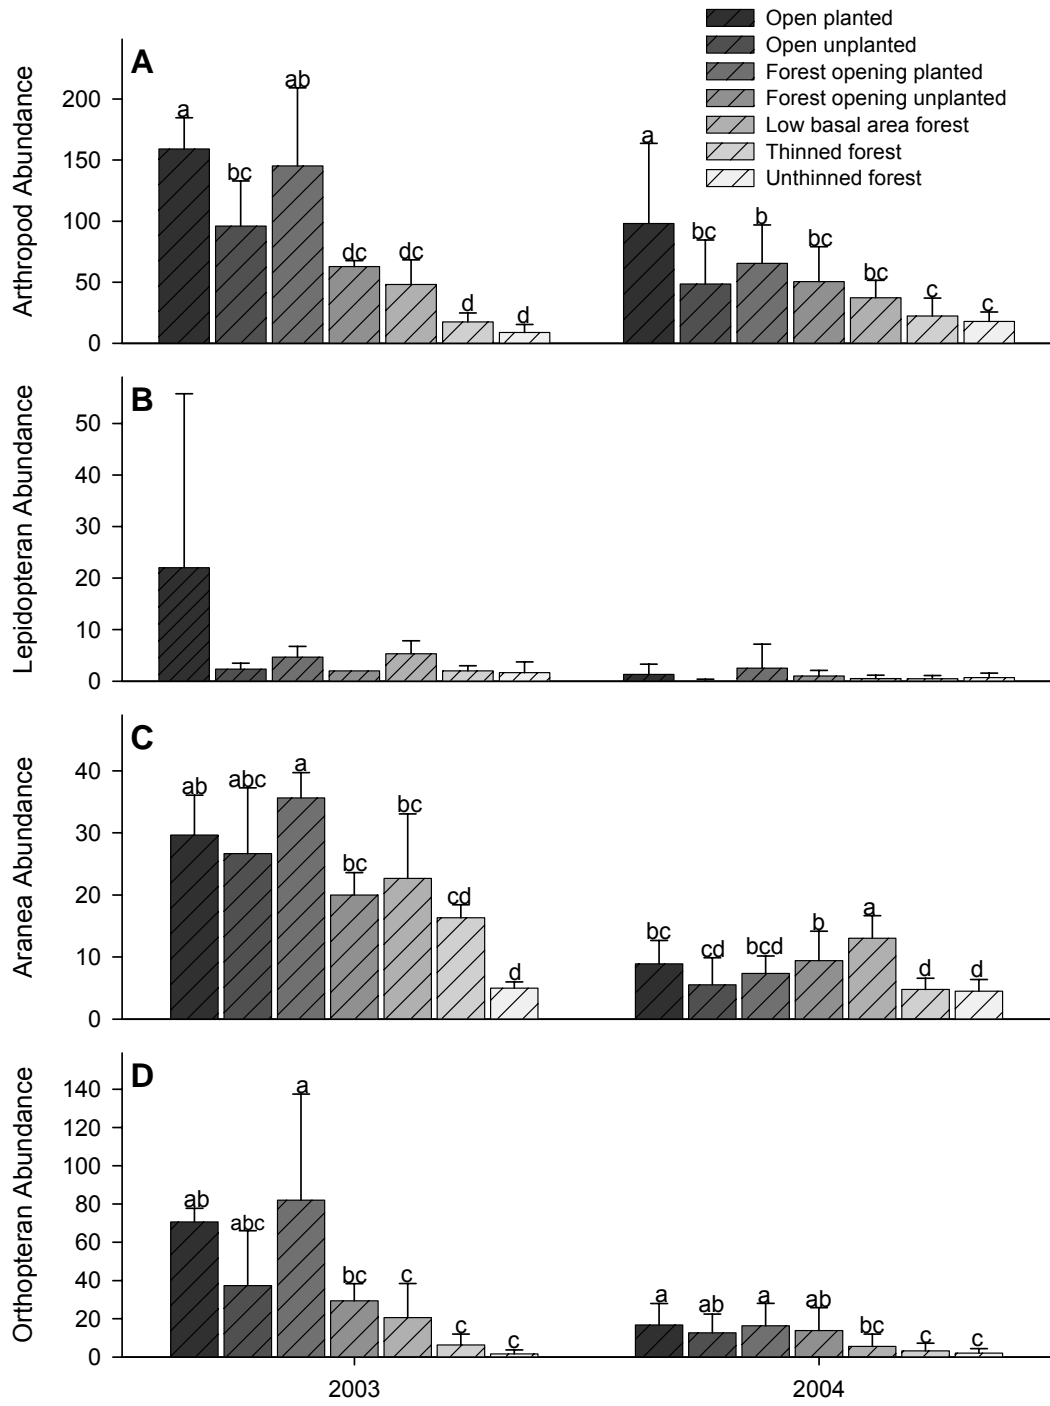 Open planted
Open unplanted
Forest opening planted
Forest opening unplanted
Low basal area forest
Thinned forest
Unthinned forest
A
Arthropod Abundance
200
150
100
50
0
a bc ab dc dc d d
a bc b bc bc c c
B
Lepidopteran Abundance
50
40
30
20
10
0
C
Aranea Abundance
40
30
20
10
0
ab abc a bc bc cd d
bc cd bcd b a d d
D
Orthopteran Abundance
140
120
100
80
60
40
20
0
ab abc a bc c c c
a ab a ab bc c c
2003 2004